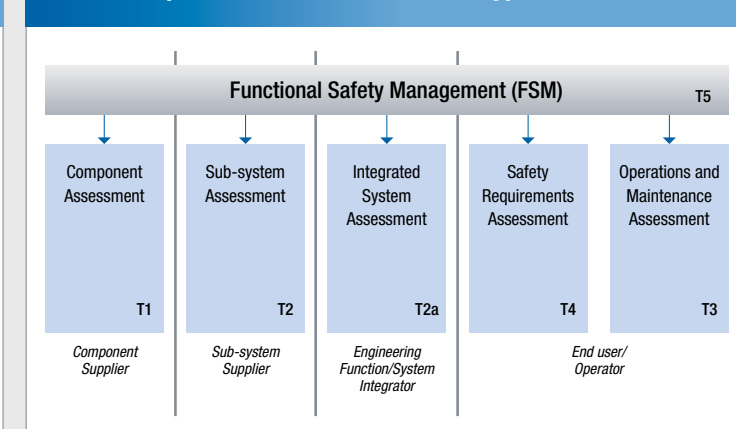 Functional Safety Management (FSM)
T5
Component
Assessment
T1
Sub-system
Assessment
T2
Integrated
System
Assessment
T2a
Safety
Requirements
Assessment
T4
Operations and
Maintenance
Assessment
T3
Component
Supplier
Sub-system
Supplier
Engineering
Function/System
Integrator
End user/
Operator